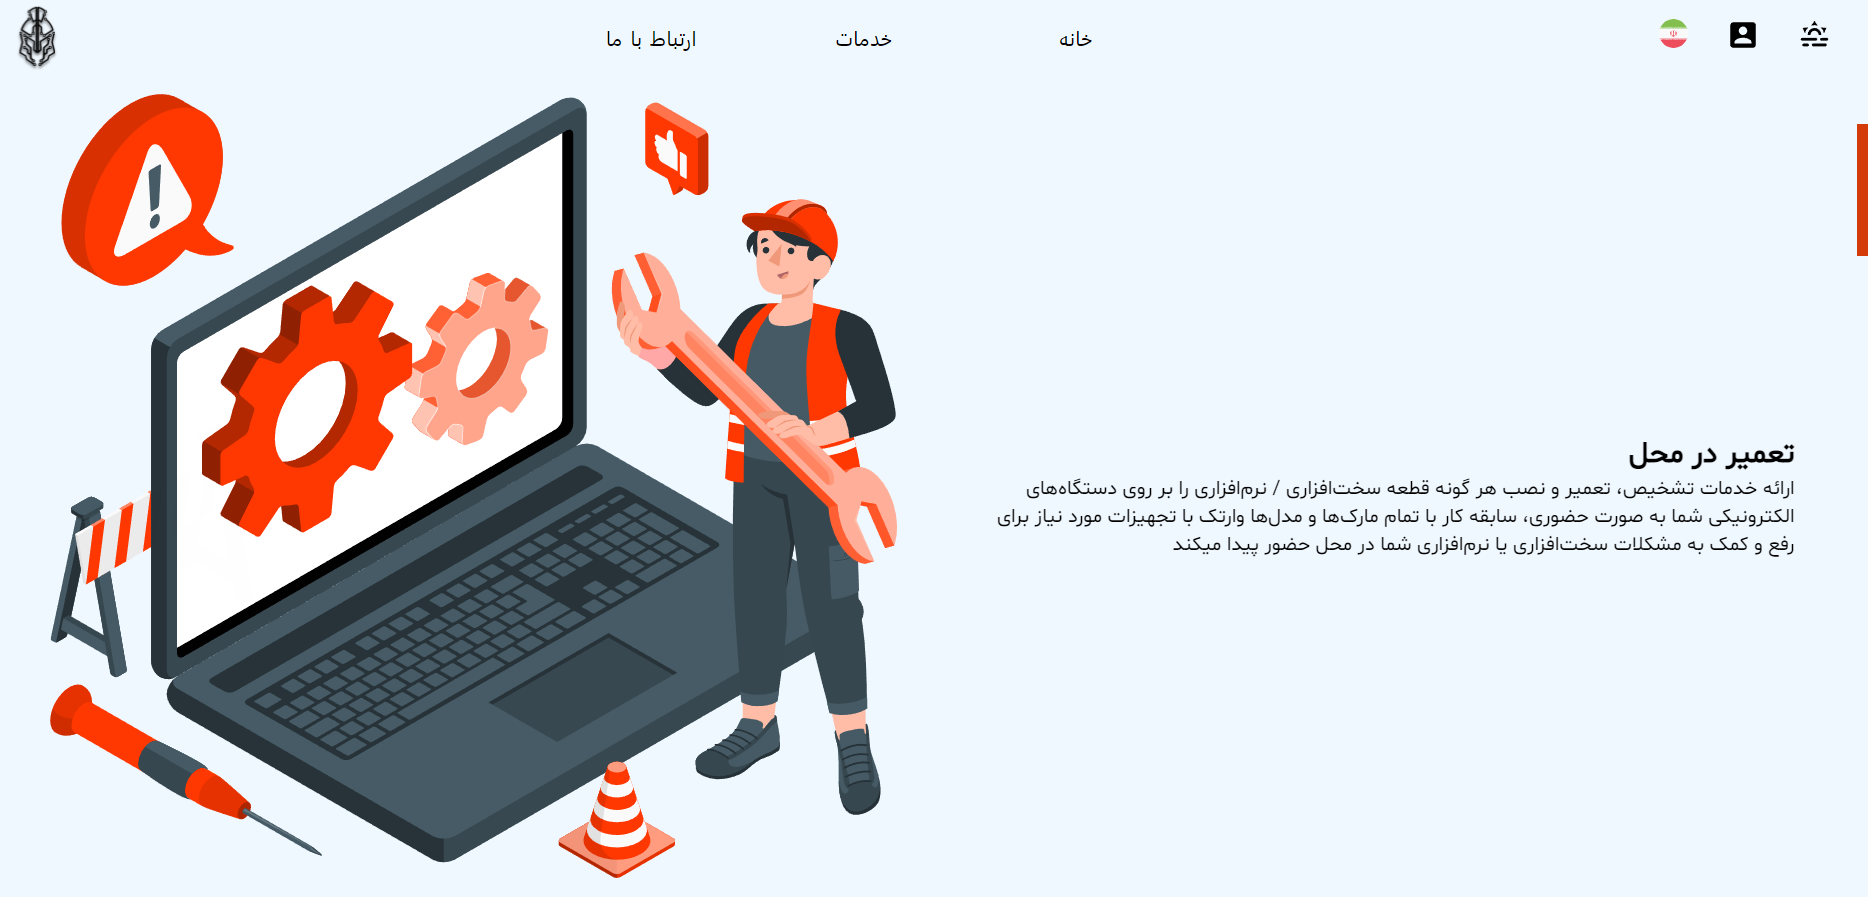 خانه
خدمات
ارتباط با ما
تعمیر در محل
ارائه خدمات تشخیص، تعمیر و نصب هر گونه قطعه سخت‌افزاری / نرم‌افزاری را بر روی دستگاه‌های
الکترونیکی شما به صورت حضوری، سابقه کار با تمام مارک‌ها و مدل‌ها وارتک با تجهیزات مورد نیاز برای
رفع و کمک به مشکلات سخت‌افزاری یا نرم‌افزاری شما در محل حضور پیدا میکند